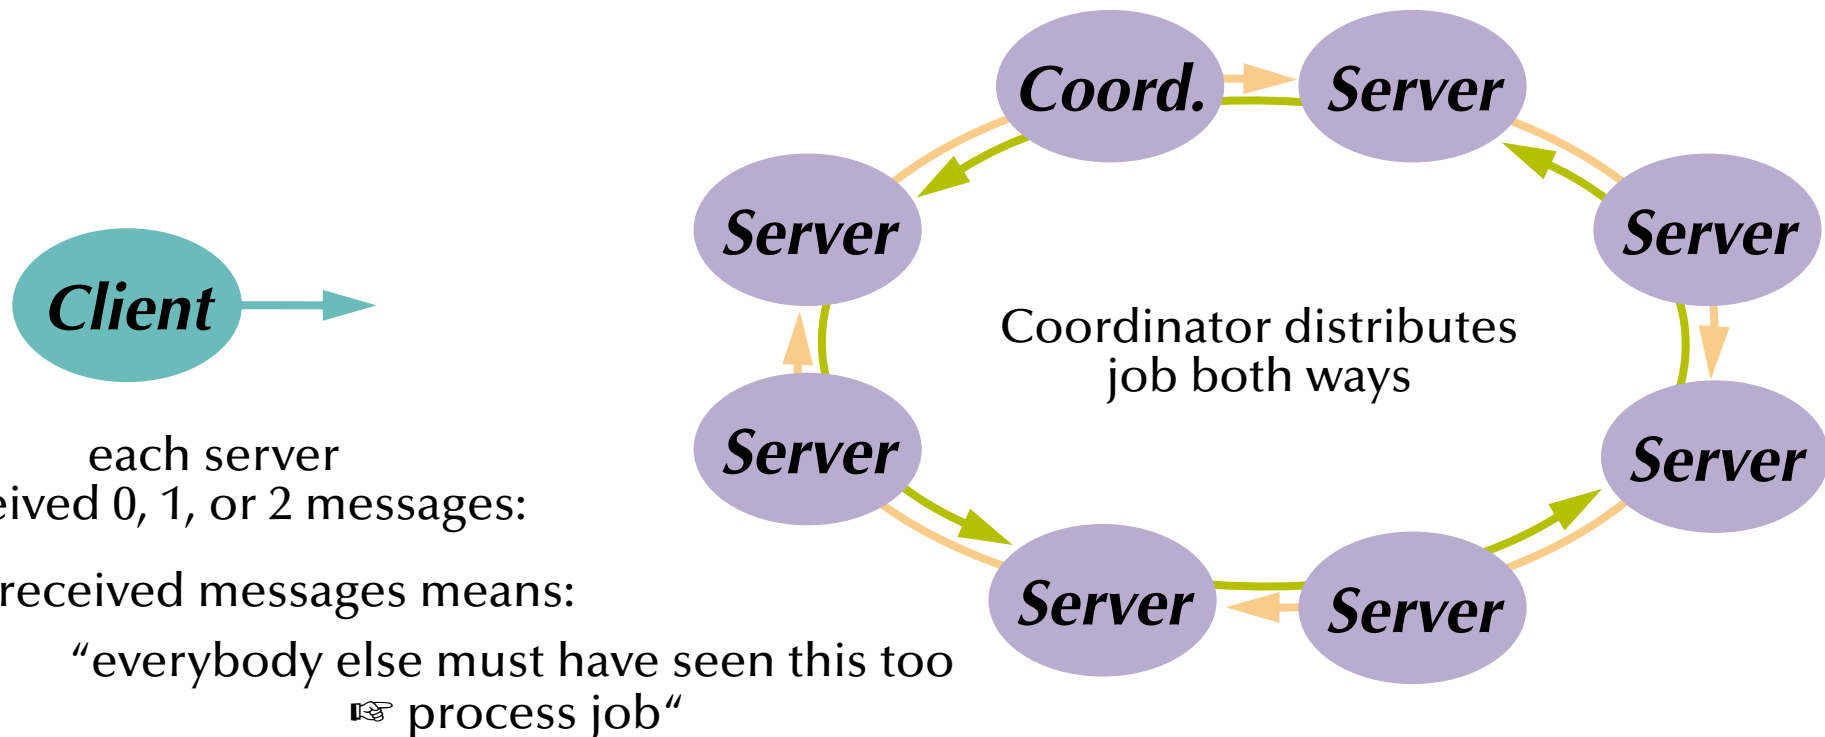 Coord.
Server
Server
Server
Client
Coordinator distributes
job both ways
Server
Server
Server
Server
each server
eived 0, 1, or 2 messages:
received messages means:
“everybody else must have seen this too
☞ process job“